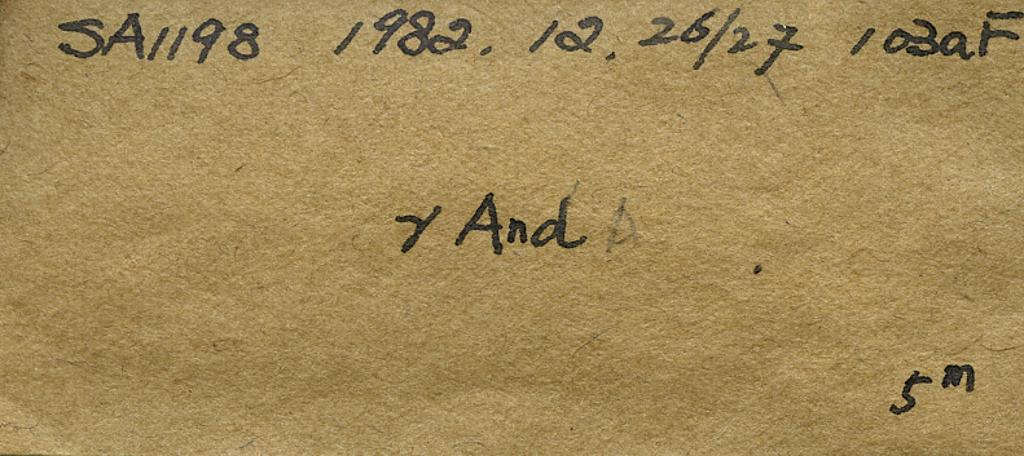 SA1198 1982. 12. 26/27 103aF
γ And A
5ᵐ